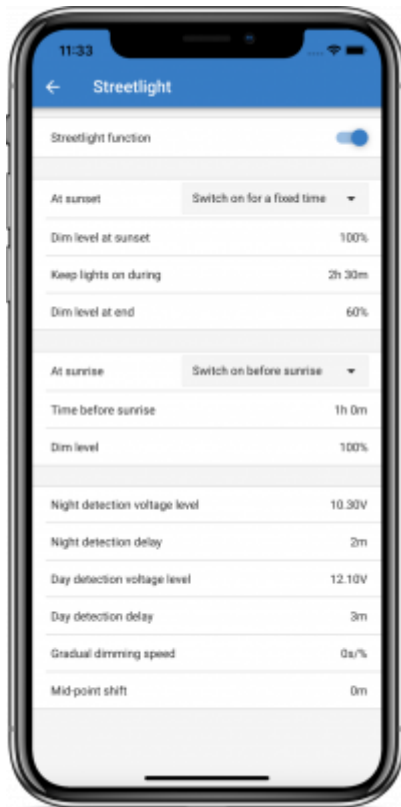 11:33
Streetlight
Streetlight function
At sunset Switch on for a fixed time
Dim level at sunset 100%
Keep lights on during 2h 30m
Dim level at end 60%
At sunrise Switch on before sunrise
Time before sunrise 1h 0m
Dim level 100%
Night detection voltage level 10.30V
Night detection delay 2m
Day detection voltage level 12.10V
Day detection delay 3m
Gradual dimming speed 0s/%
Mid-point shift 0m